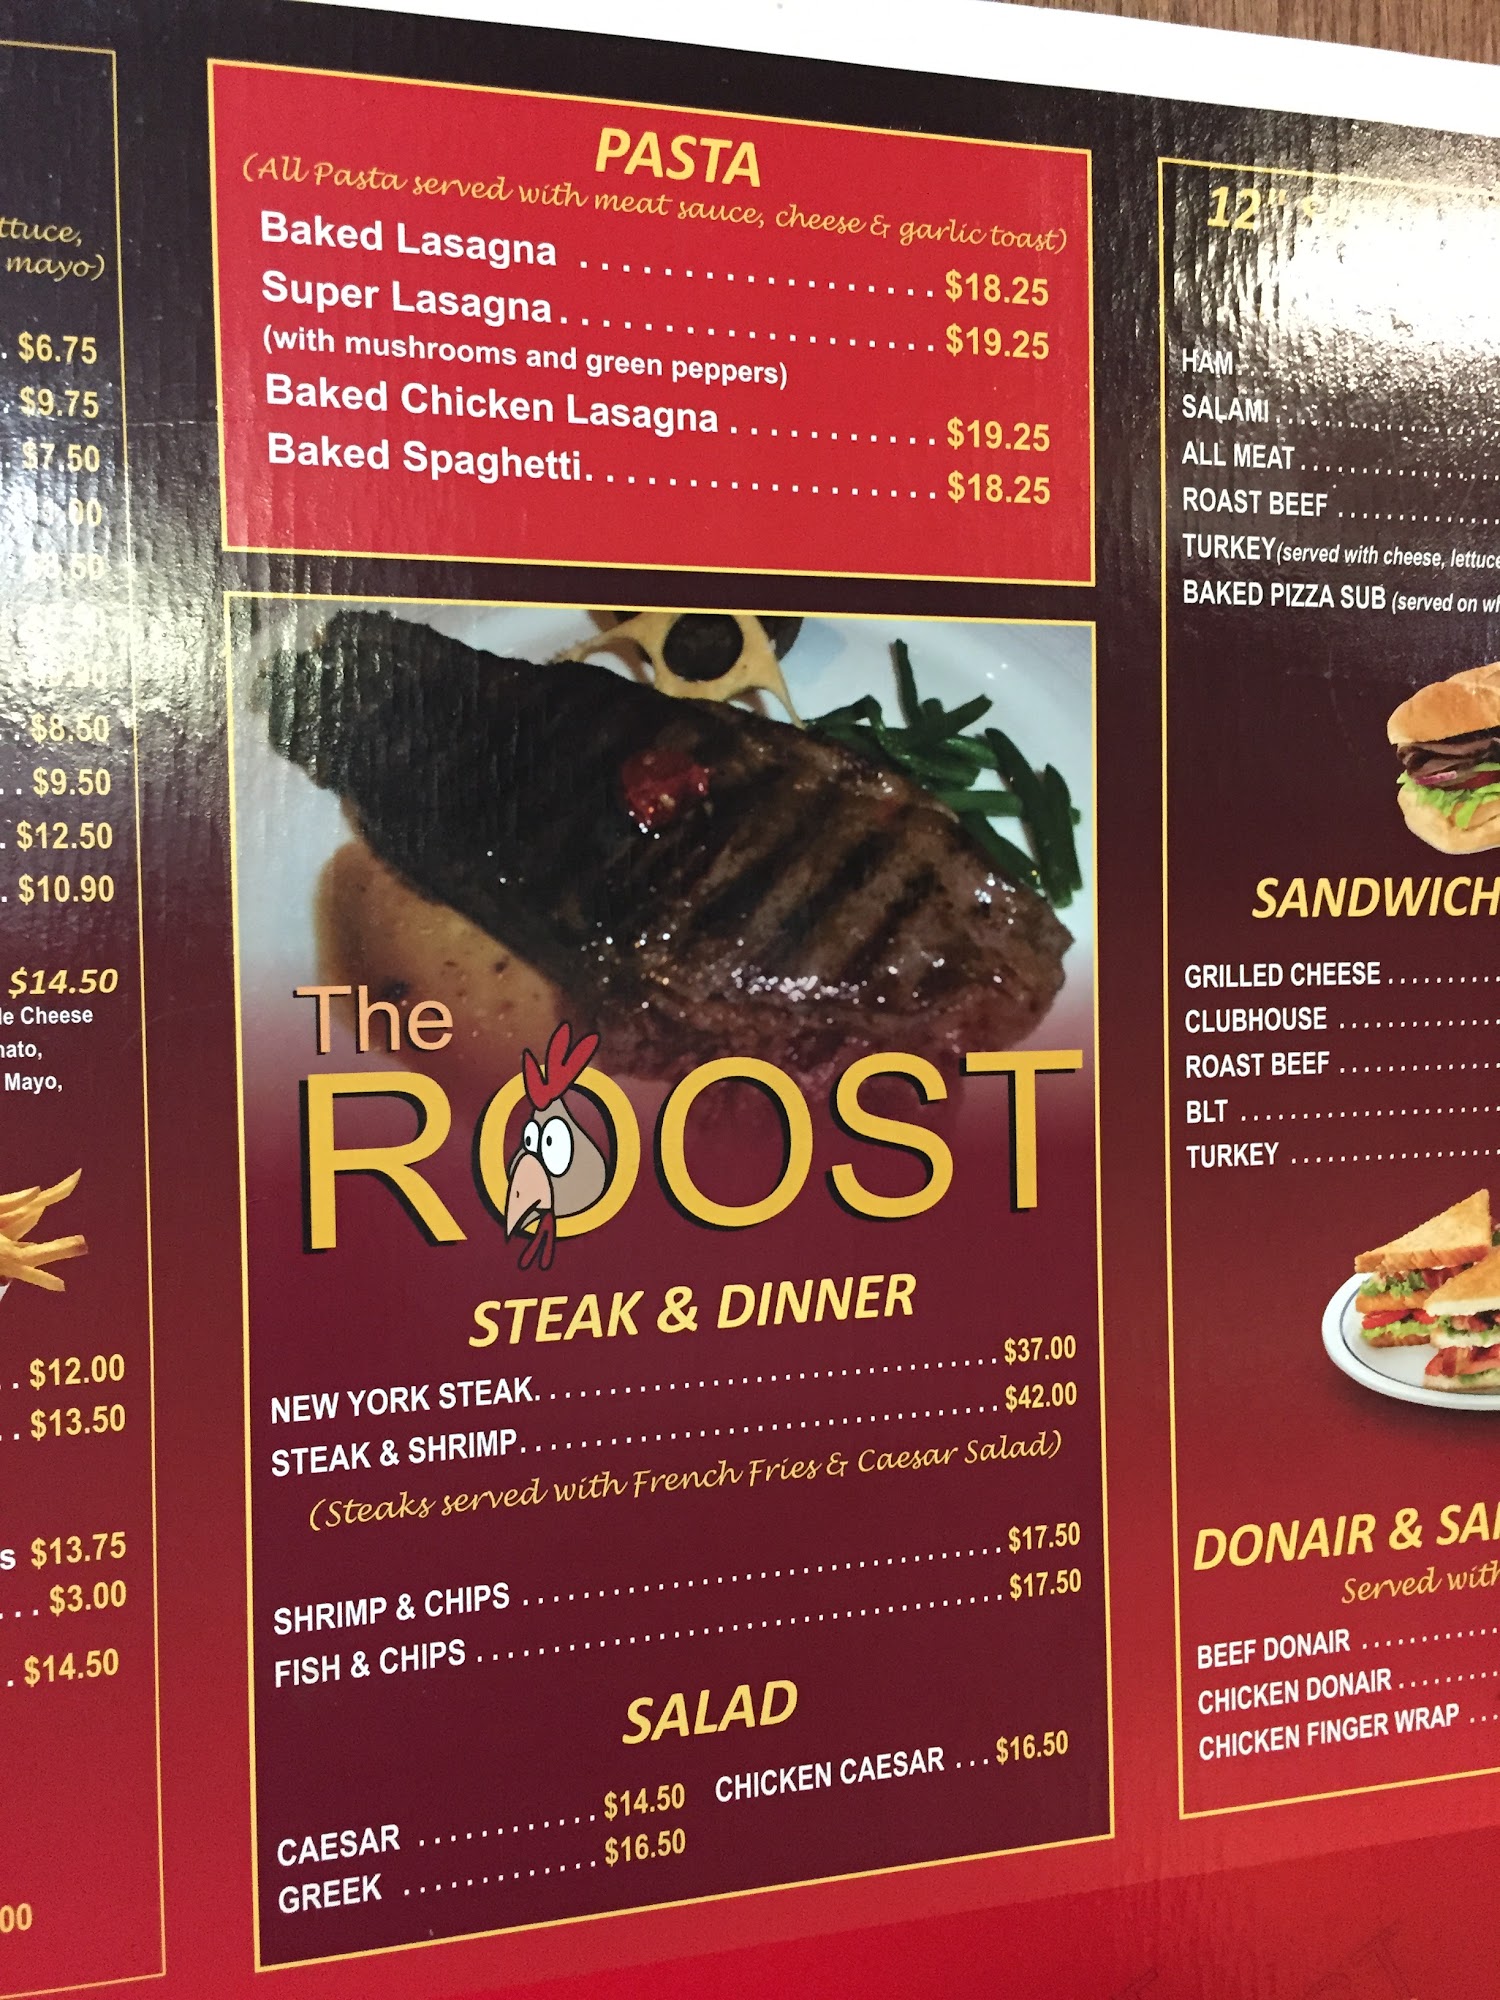 ttuce,
mayo)
$6.75
$9.75
$7.50
$8.50
$9.50
$12.50
$10.90
$14.50
le Cheese
nato,
Mayo,
$12.00
$13.50
s $13.75
$3.00
$14.50
00
PASTA
(All Pasta served with meat sauce, cheese & garlic toast)
Baked Lasagna ................. $18.25
Super Lasagna.................. $19.25
(with mushrooms and green peppers)
Baked Chicken Lasagna ........... $19.25
Baked Spaghetti.................. $18.25
The
ROOST
STEAK & DINNER
NEW YORK STEAK................................. $37.00
STEAK & SHRIMP.................................. $42.00
(Steaks served with French Fries & Caesar Salad)
SHRIMP & CHIPS ................................. $17.50
FISH & CHIPS .................................... $17.50
SALAD
CAESAR ............ $14.50 CHICKEN CAESAR ... $16.50
GREEK ............. $16.50
12"
HAM
SALAMI
ALL MEAT
ROAST BEEF
TURKEY(served with cheese, lettuce
BAKED PIZZA SUB (served on wh
SANDWICH
GRILLED CHEESE
CLUBHOUSE
ROAST BEEF
BLT
TURKEY
DONAIR & SA
Served with
BEEF DONAIR
CHICKEN DONAIR
CHICKEN FINGER WRAP